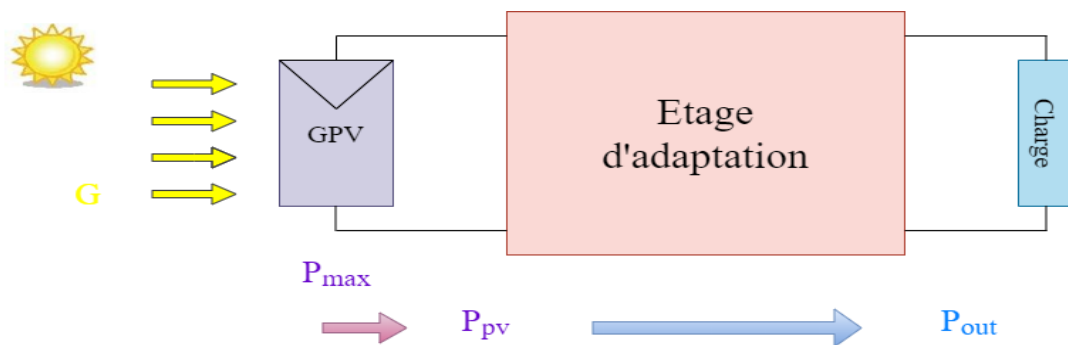 GPV
Etage
d'adaptation
Charge
G
Pmax
Ppv
Pout